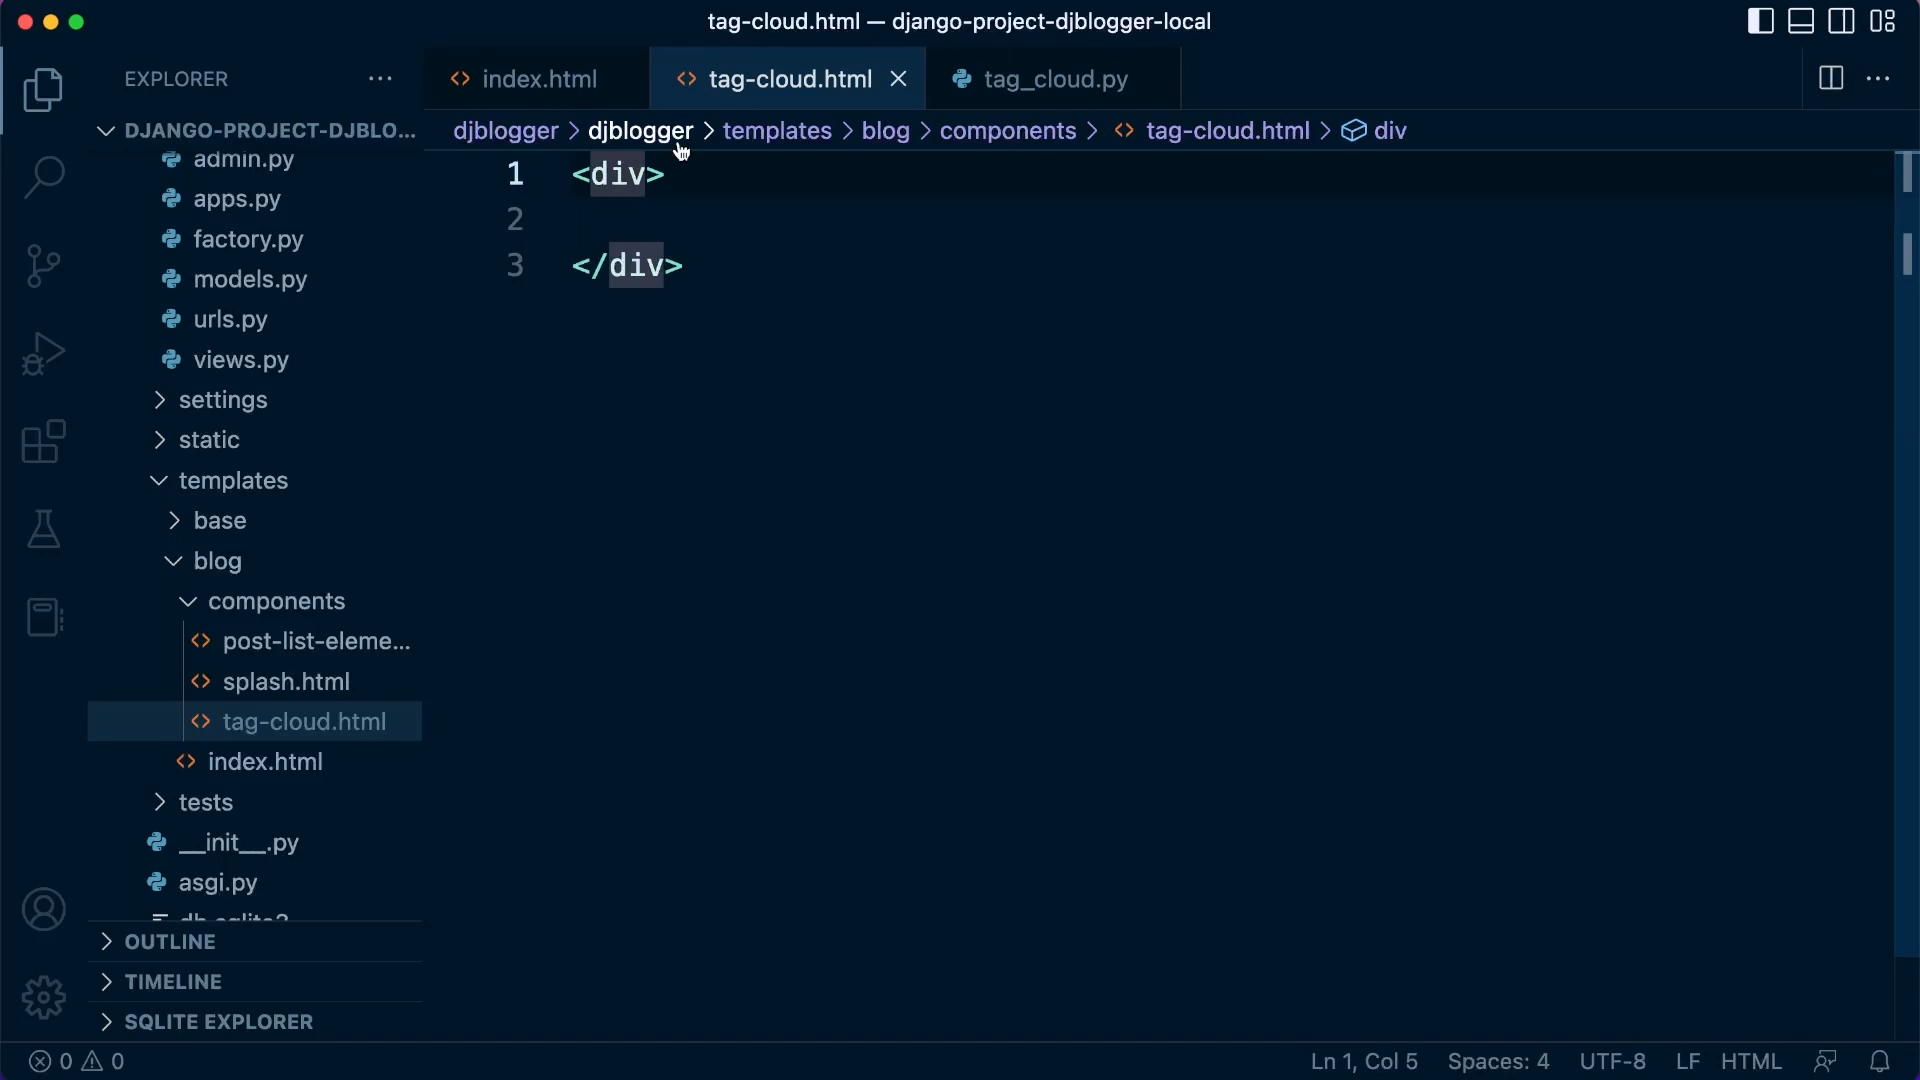 tag-cloud.html — django-project-djblogger-local
EXPLORER
index.html
tag-cloud.html
tag_cloud.py
DJANGO-PROJECT-DJBLO...
djblogger > djblogger > templates > blog > components > tag-cloud.html > div
admin.py
apps.py
factory.py
models.py
urls.py
views.py
settings
static
templates
base
blog
components
post-list-eleme...
splash.html
tag-cloud.html
index.html
tests
__init__.py
asgi.py
db.sqlite3
OUTLINE
TIMELINE
SQLITE EXPLORER
1 <div>
2
3 </div>
0 0
Ln 1, Col 5 Spaces: 4 UTF-8 LF HTML